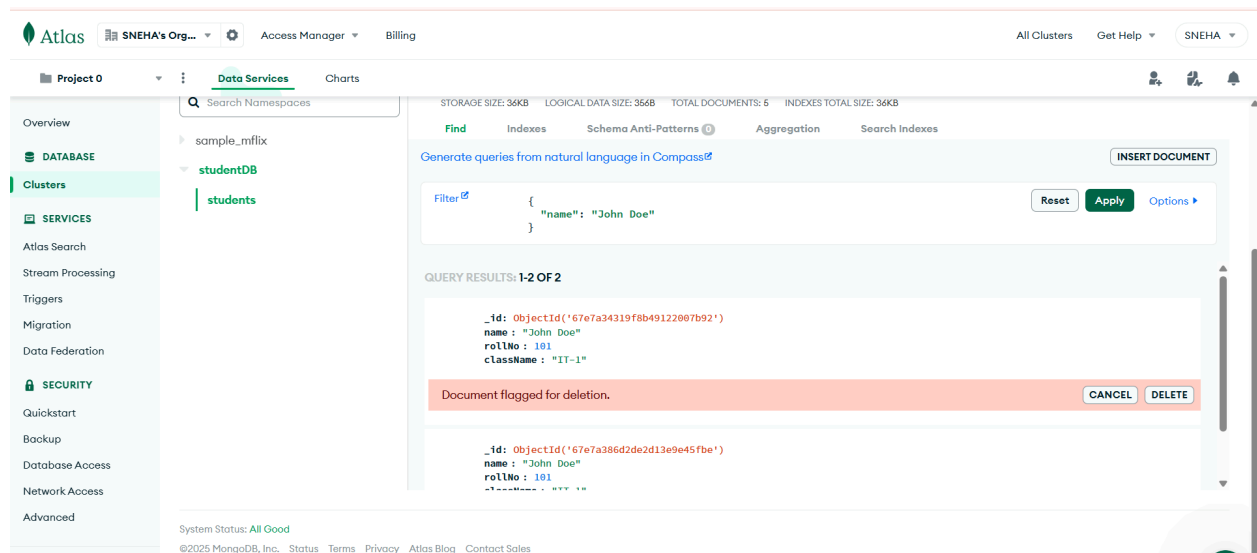 Atlas SNEHA's Org... Access Manager Billing All Clusters Get Help SNEHA
Project 0 Data Services Charts
Search Namespaces
sample_mflix
studentDB
students
Overview
DATABASE
Clusters
SERVICES
Atlas Search
Stream Processing
Triggers
Migration
Data Federation
SECURITY
Quickstart
Backup
Database Access
Network Access
Advanced
STORAGE SIZE: 36KB LOGICAL DATA SIZE: 356B TOTAL DOCUMENTS: 5 INDEXES TOTAL SIZE: 36KB
Find Indexes Schema Anti-Patterns 0 Aggregation Search Indexes
Generate queries from natural language in Compass INSERT DOCUMENT
Filter { Reset Apply Options
"name": "John Doe"
}
QUERY RESULTS: 1-2 OF 2
_id: ObjectId('67e7a34319f8b49122007b92')
name : "John Doe"
rollNo : 101
className : "IT-1"
Document flagged for deletion. CANCEL DELETE
_id: ObjectId('67e7a386d2de2d13e9e45fbe')
name : "John Doe"
rollNo : 101
className : "IT-1"
System Status: All Good
©2025 MongoDB, Inc. Status Terms Privacy Atlas Blog Contact Sales